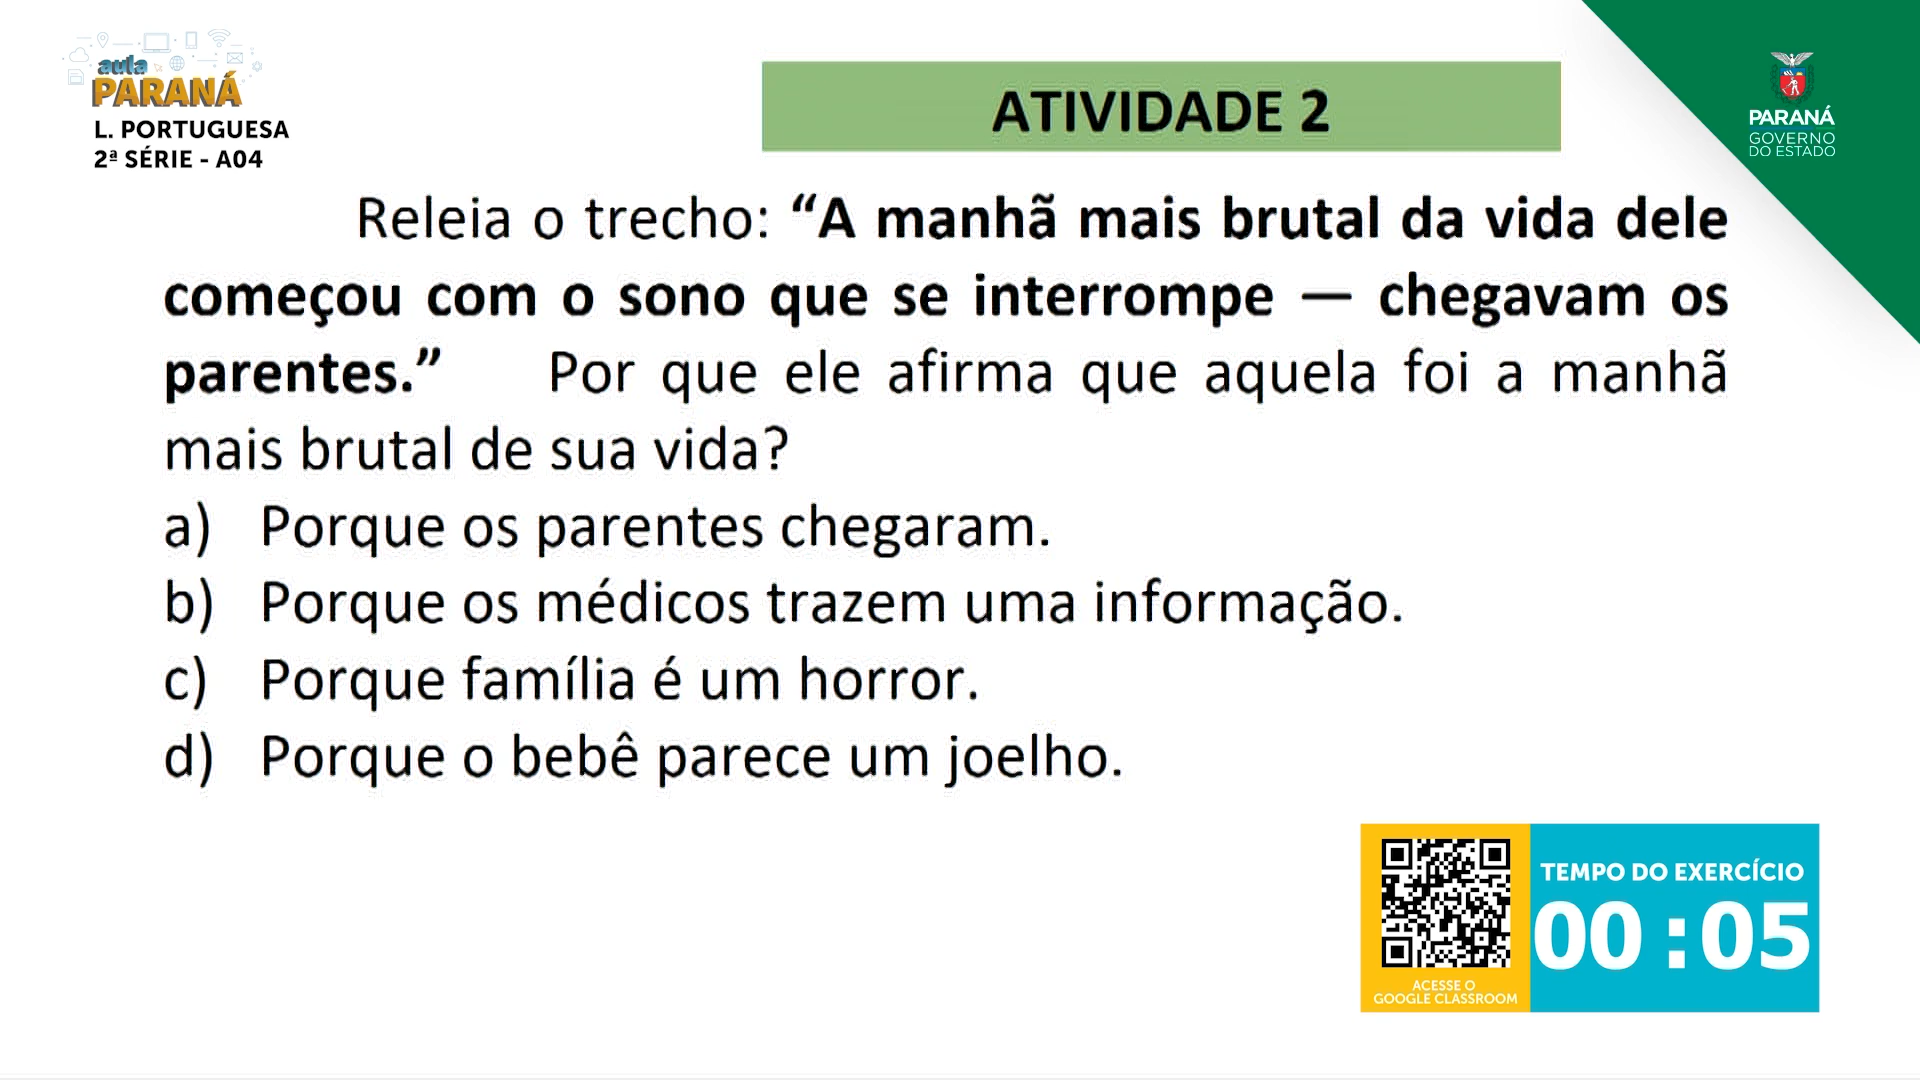 aula
PARANÁ
L. PORTUGUESA
2ª SÉRIE - A04
ATIVIDADE 2
PARANÁ
GOVERNO
DO ESTADO
Releia o trecho: “A manhã mais brutal da vida dele
começou com o sono que se interrompe — chegavam os
parentes.” Por que ele afirma que aquela foi a manhã
mais brutal de sua vida?
a) Porque os parentes chegaram.
b) Porque os médicos trazem uma informação.
c) Porque família é um horror.
d) Porque o bebê parece um joelho.
TEMPO DO EXERCÍCIO
00:05
ACESSE O
GOOGLE CLASSROOM